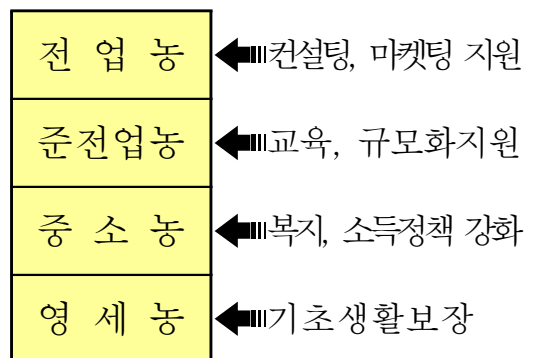 전 업 농 컨설팅, 마켓팅 지원
준전업농 교육, 규모화지원
중 소 농 복지, 소득정책 강화
영 세 농 기초생활보장